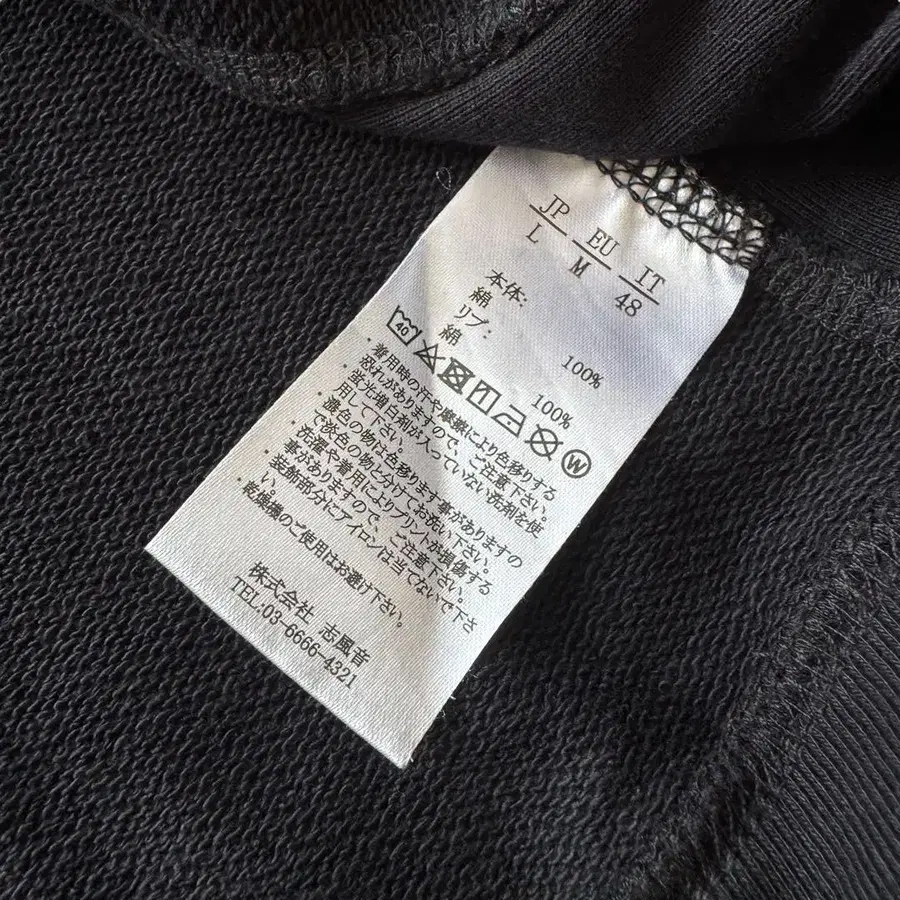 JP EU IT
L M 48
本体:
綿 100%
リブ:
綿 100%
40 W
・着用時の汗や摩擦により色移りする
恐れがありますので、ご注意下さい。
・蛍光増白剤が入っていない洗剤を使
用して下さい。
・濃色の物は色移りします事がありますの
で淡色の物と分けてお洗い下さい。
・洗濯や着用によりプリントが損傷する
事がありますので、ご注意下さい。
・装飾部分にアイロンは当てないで下さ
い。
・乾燥機のご使用はお避け下さい。
株式会社 志風音
TEL:03-6666-4321